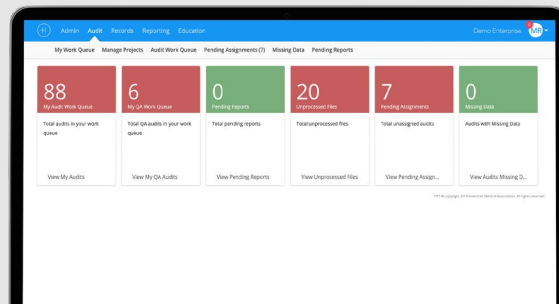 Admin Audit Records Reporting Education Demo Enterprise MR
My Work Queue Manage Projects Audit Work Queue Pending Assignments (7) Missing Data Pending Reports
88 6 0 20 7 0
My Audit Work Queue My QA Work Queue Pending Reports Unprocessed Files Pending Assignments Missing Data
Total audits in your work Total QA audits in your work Total pending reports Total unprocessed files Total unassigned audits Audits with Missing Data
queue queue
View My Audits View My QA Audits View Pending Reports View Unprocessed Files View Pending Assign... View Audits Missing D...